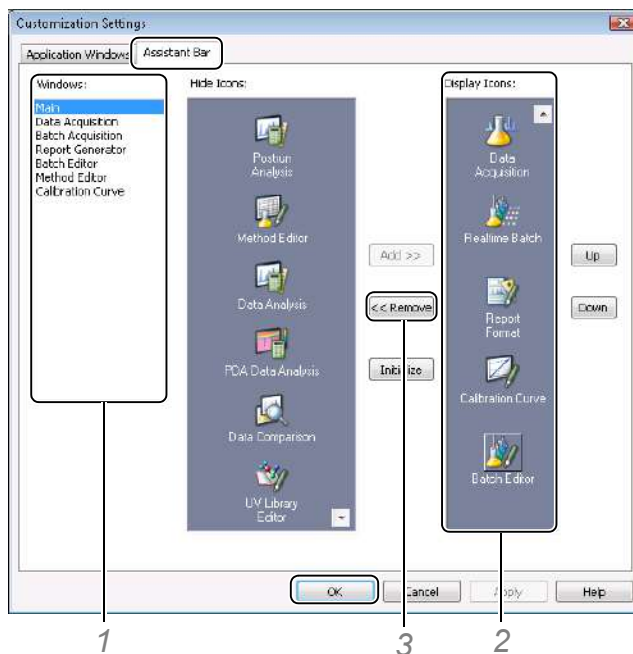 Customization Settings
Application Windows
Assistant Bar
Windows:
Main
Data Acquisition
Batch Acquisition
Report Generator
Batch Editor
Method Editor
Calibration Curve
Hide Icons:
Postrun
Analysis
Method Editor
Data Analysis
PDA Data Analysis
Data Comparison
UV Library
Editor
Add >>
<< Remove
Initialize
Display Icons:
Data
Acquisition
Realtime Batch
Report
Format
Calibration Curve
Batch Editor
Up
Down
OK
Cancel
Apply
Help
1
3
2